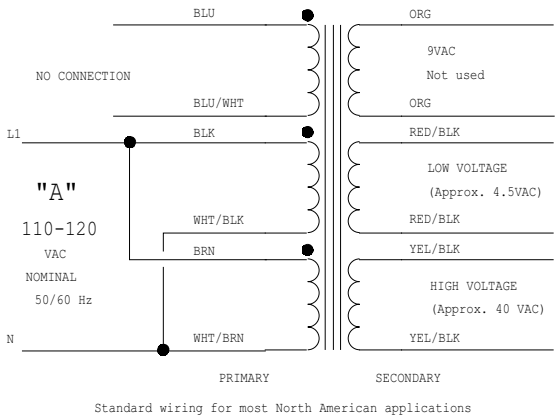 BLU
ORG
NO CONNECTION
9VAC
Not used
BLU/WHT
ORG
L1
BLK
RED/BLK
"A"
110-120
VAC
NOMINAL
50/60 Hz
LOW VOLTAGE
(Approx. 4.5VAC)
WHT/BLK
RED/BLK
BRN
YEL/BLK
HIGH VOLTAGE
(Approx. 40 VAC)
N
WHT/BRN
YEL/BLK
PRIMARY
SECONDARY
Standard wiring for most North American applications